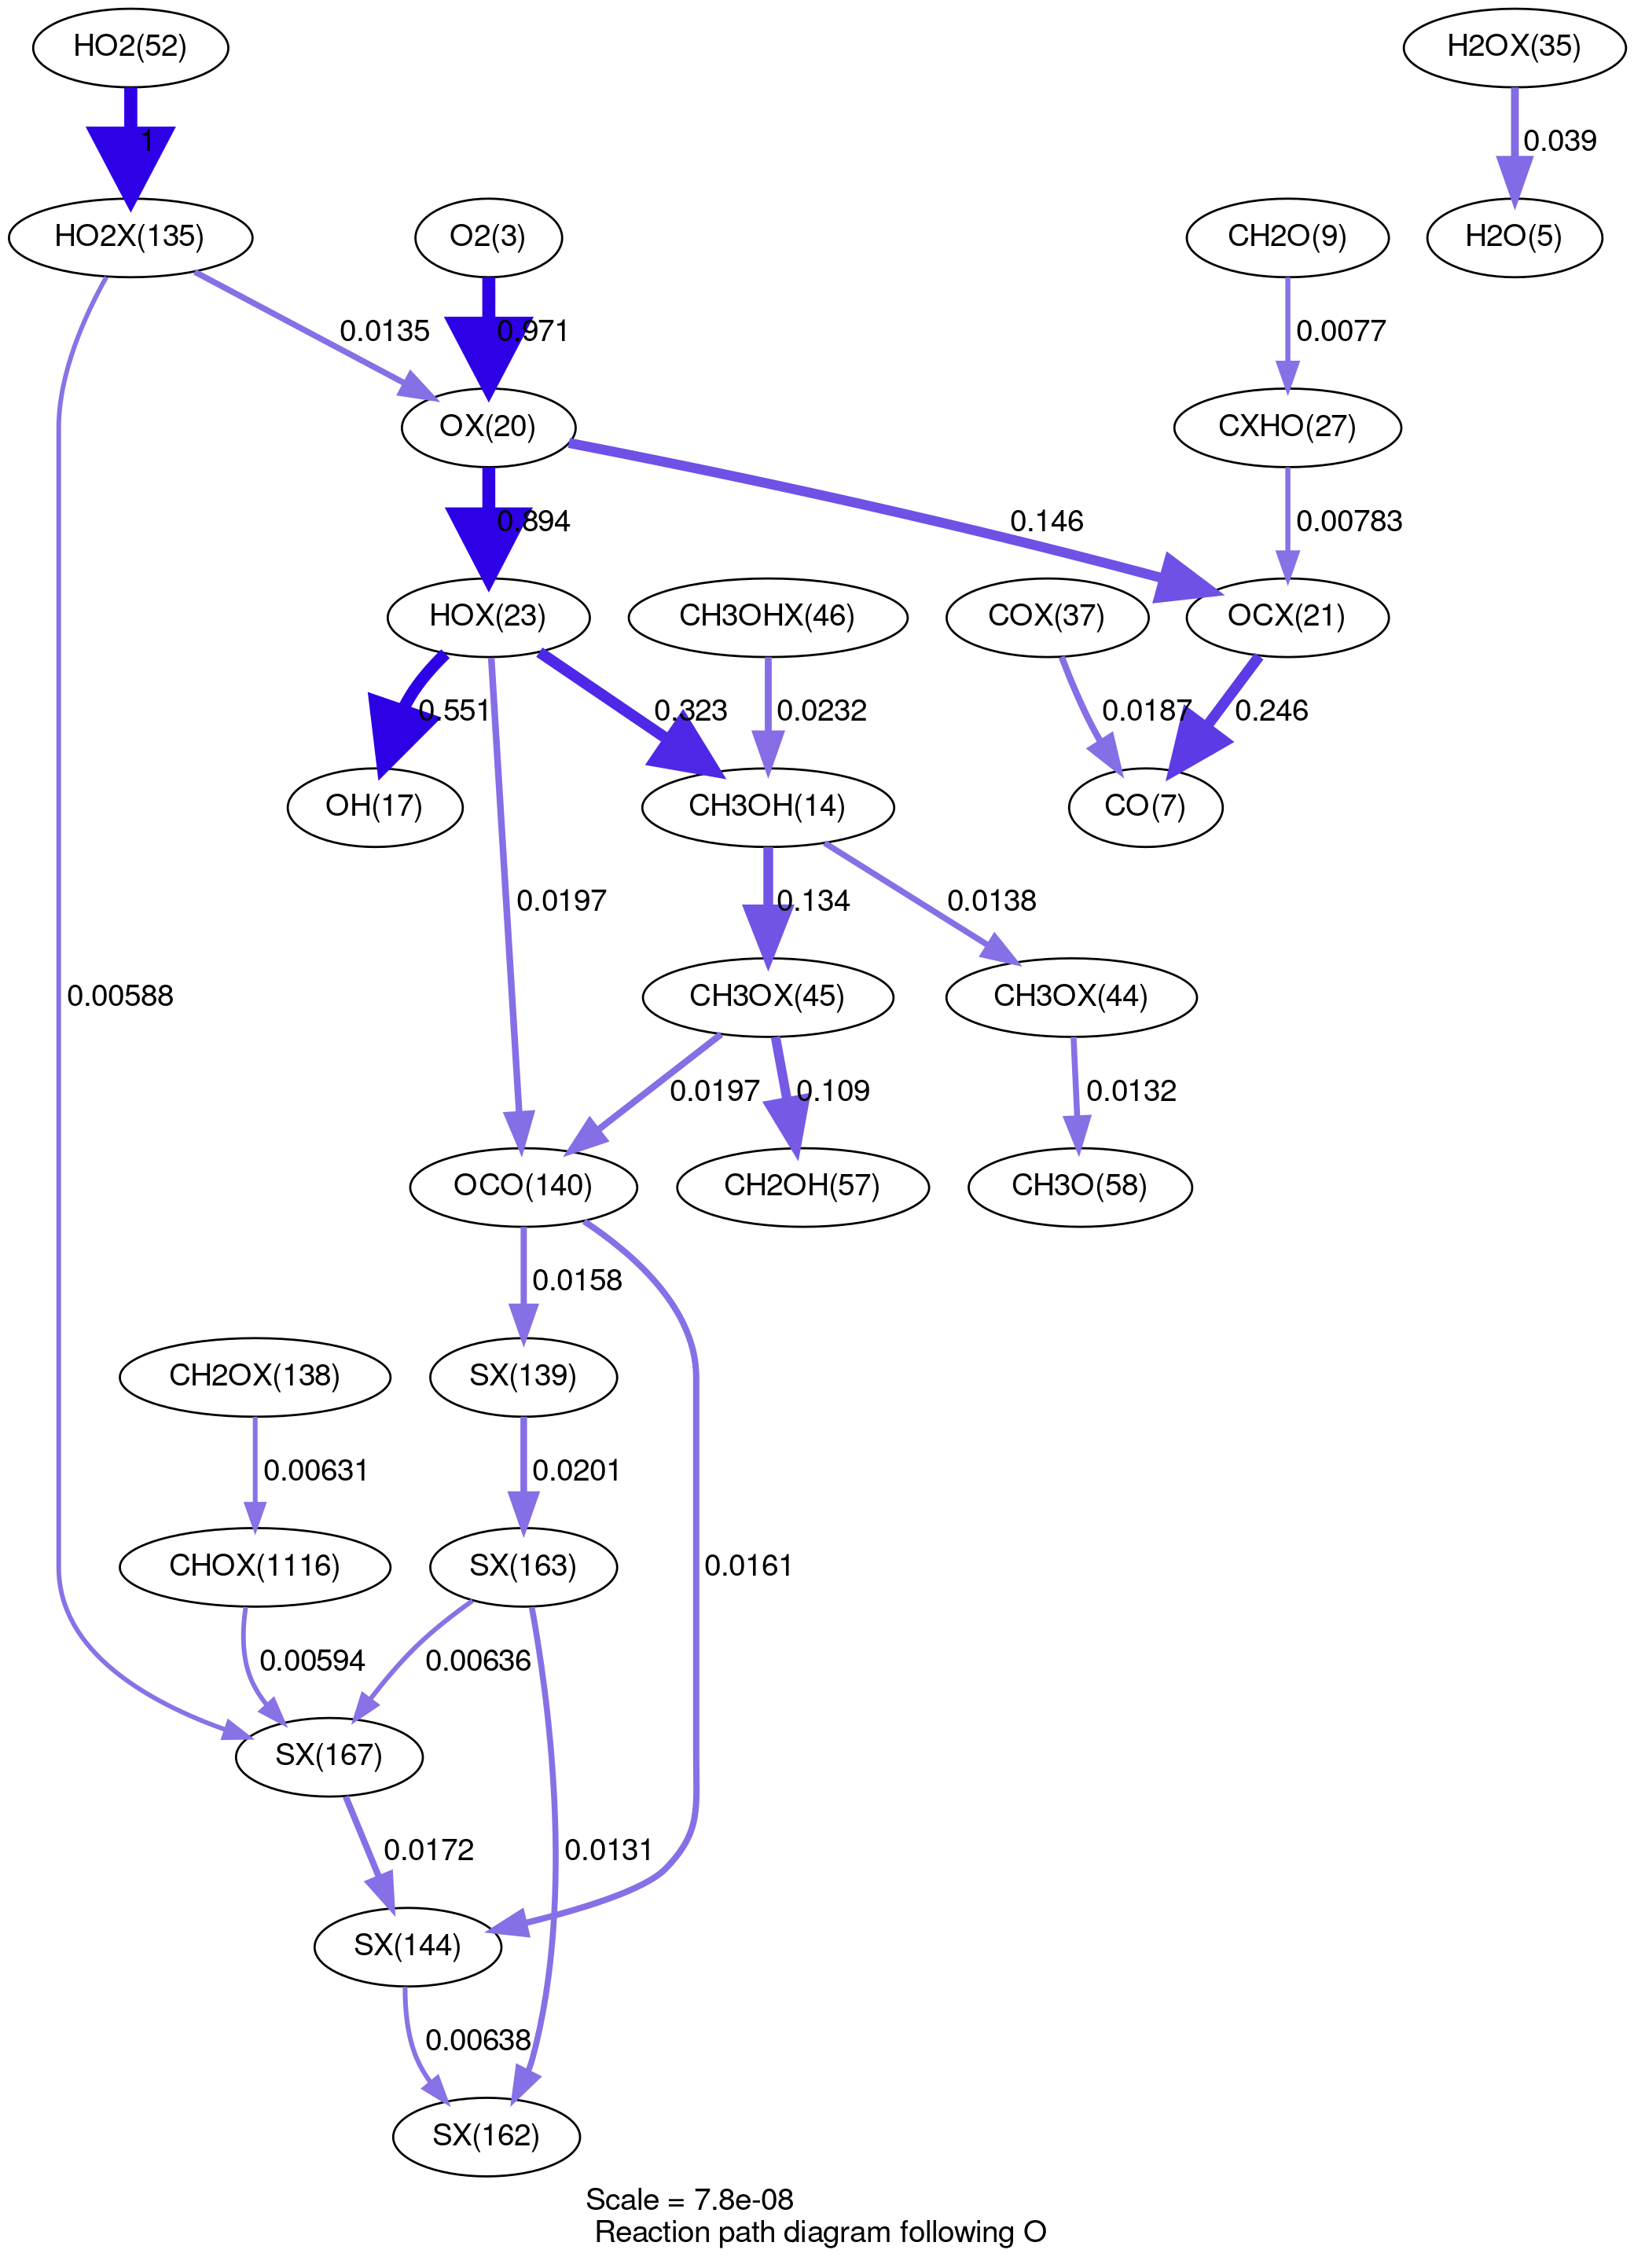 HO2(52)
H2OX(35)
1
0.039
HO2X(135)
O2(3)
CH2O(9)
H2O(5)
0.0135
0.971
0.0077
OX(20)
CXHO(27)
0.894
0.146
0.00783
HOX(23)
CH3OHX(46)
COX(37)
OCX(21)
0.551
0.323
0.0232
0.0187
0.246
OH(17)
CH3OH(14)
CO(7)
0.0197
0.134
0.0138
0.00588
CH3OX(45)
CH3OX(44)
0.0197
0.109
0.0132
OCO(140)
CH2OH(57)
CH3O(58)
0.0158
CH2OX(138)
SX(139)
0.00631
0.0201
CHOX(1116)
SX(163)
0.0161
0.00594
0.00636
SX(167)
0.0172
0.0131
SX(144)
0.00638
SX(162)
Scale = 7.8e-08
Reaction path diagram following O